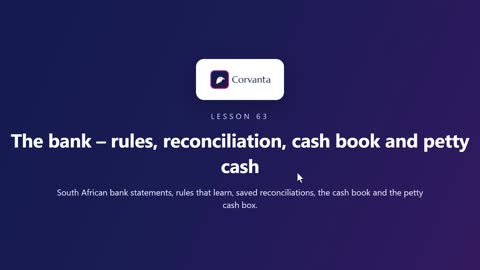 Corvanta
LESSON 63
The bank – rules, reconciliation, cash book and petty
cash
South African bank statements, rules that learn, saved reconciliations, the cash book and the petty
cash box.